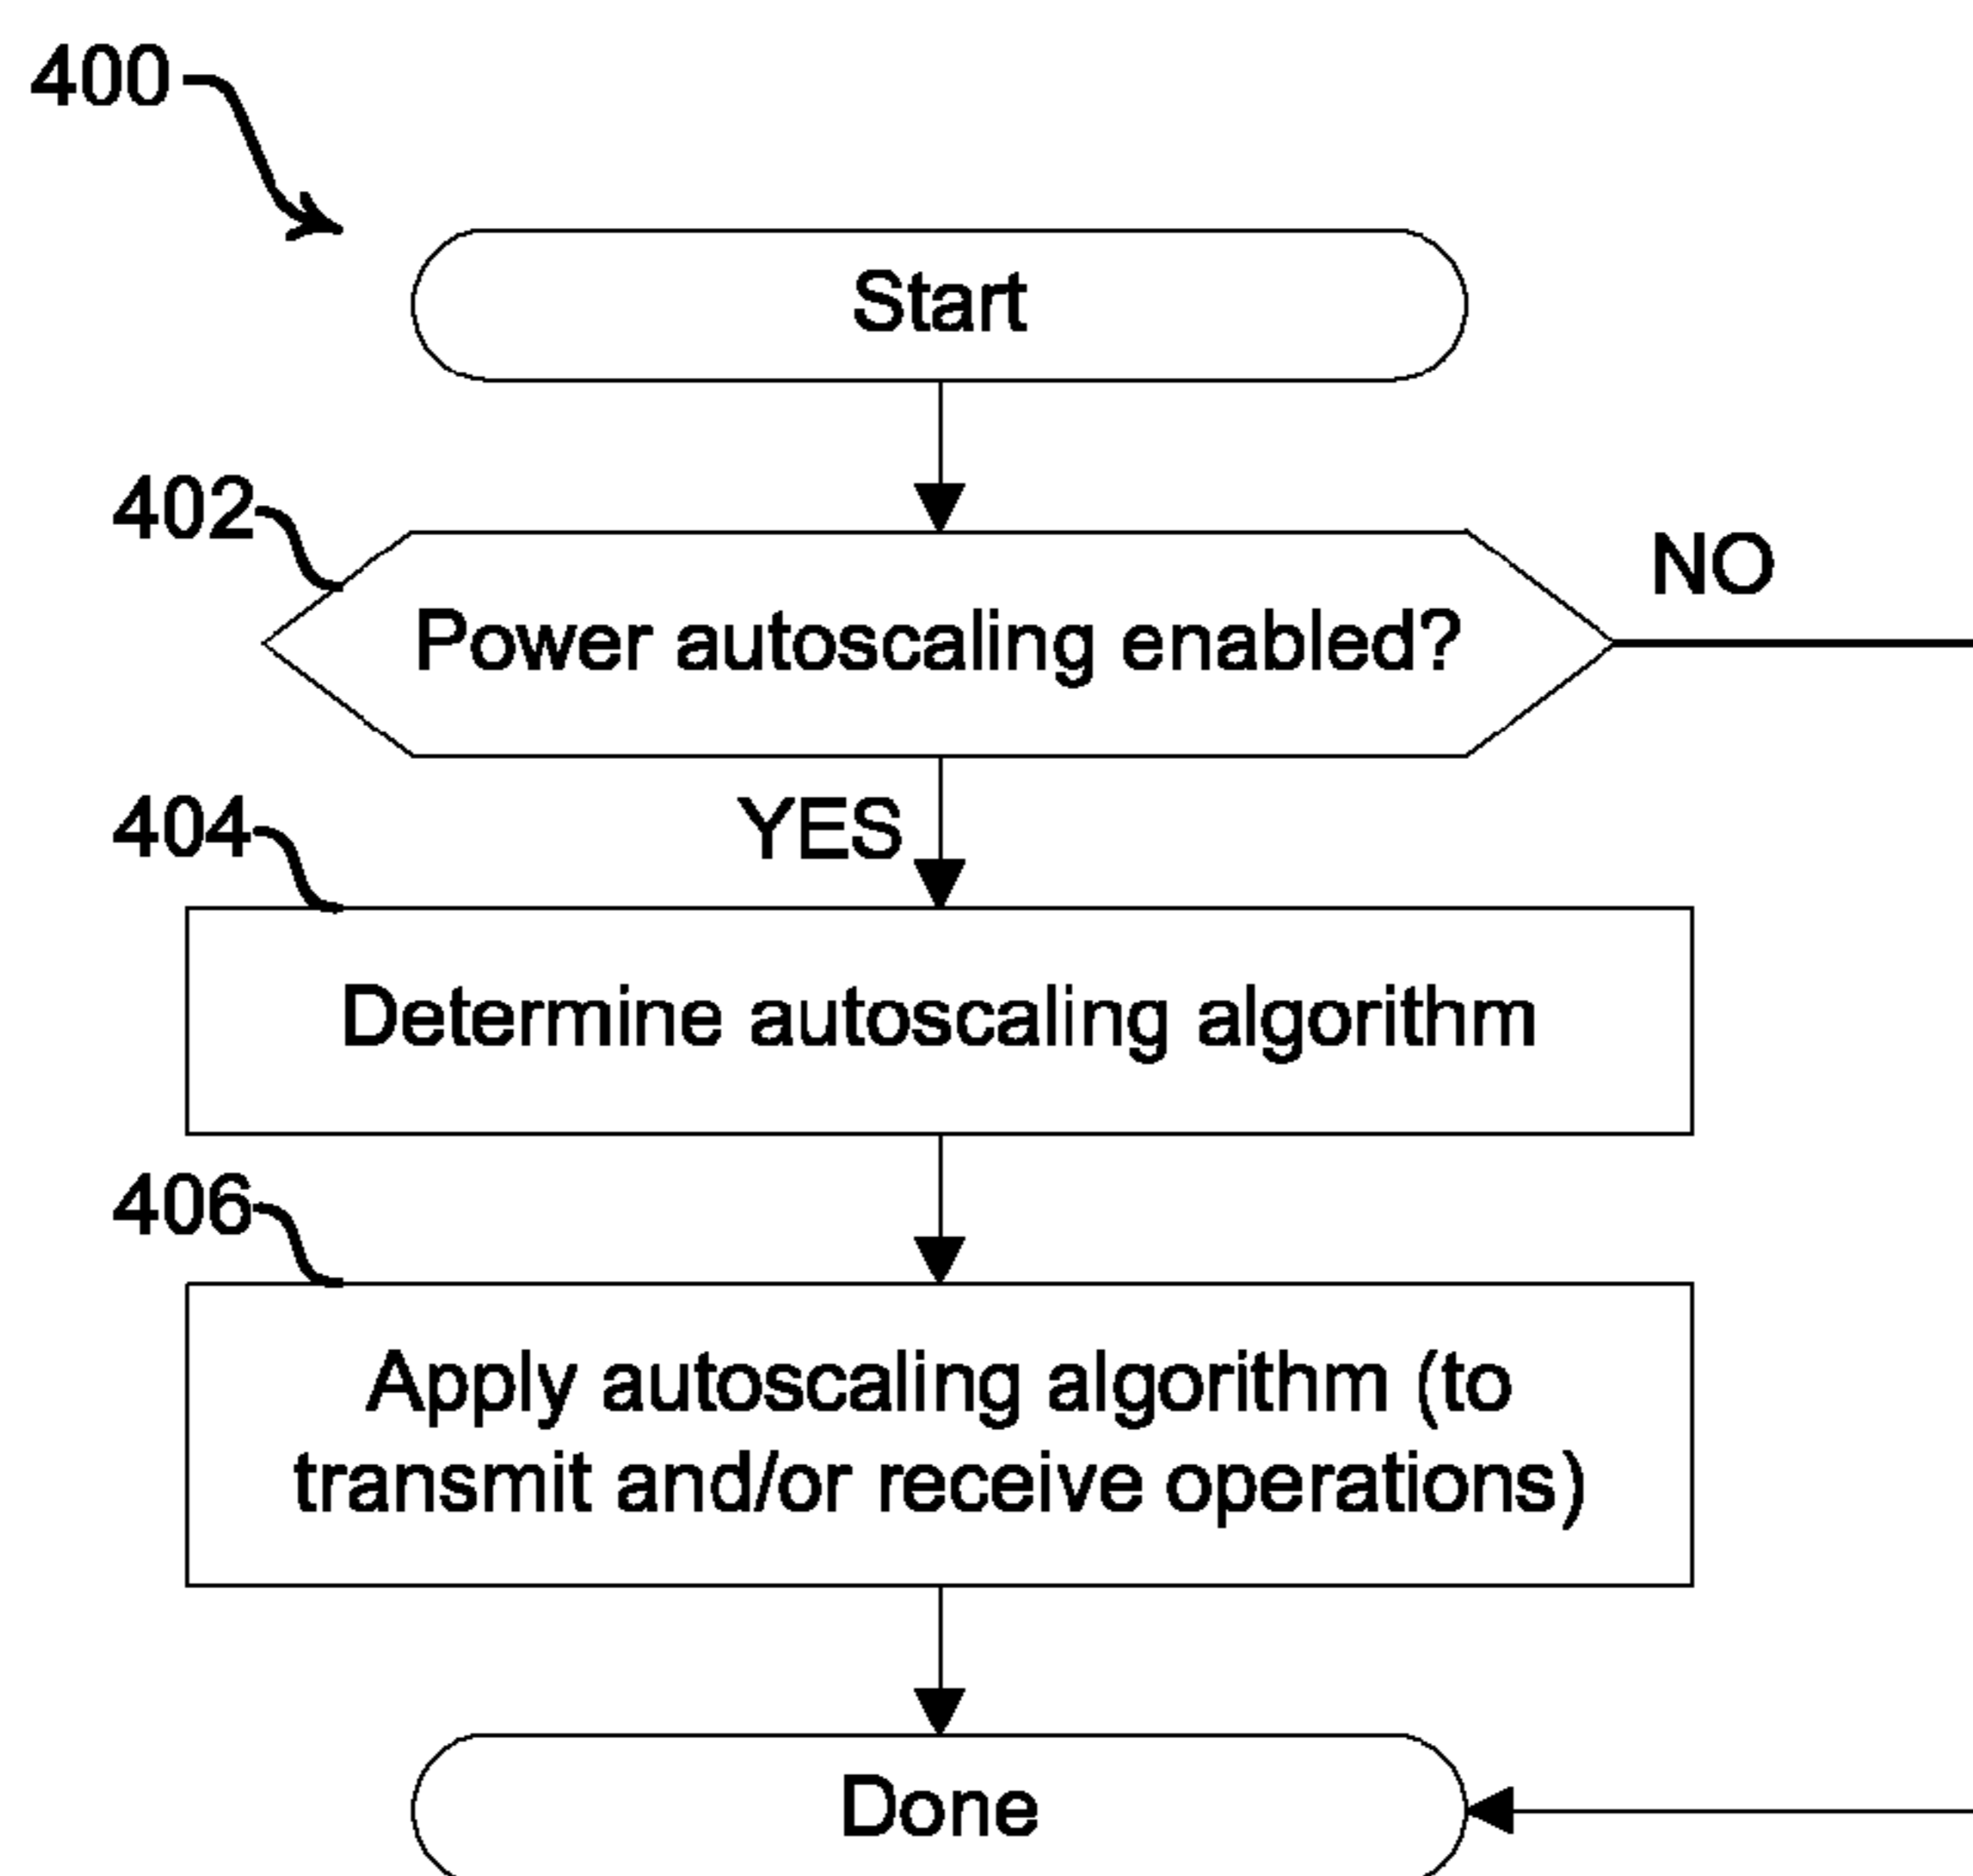 400
Start
402
Power autoscaling enabled?
NO
YES
404
Determine autoscaling algorithm
406
Apply autoscaling algorithm (to
transmit and/or receive operations)
Done